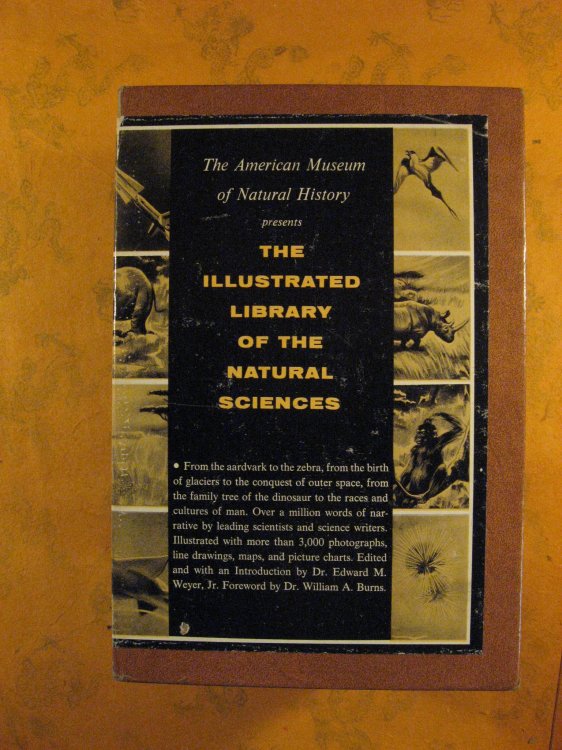 The American Museum
of Natural History
presents
THE
ILLUSTRATED
LIBRARY
OF THE
NATURAL
SCIENCES
• From the aardvark to the zebra, from the birth
of glaciers to the conquest of outer space, from
the family tree of the dinosaur to the races and
cultures of man. Over a million words of nar-
rative by leading scientists and science writers.
Illustrated with more than 3,000 photographs,
line drawings, maps, and picture charts. Edited
and with an Introduction by Dr. Edward M.
Weyer, Jr. Foreword by Dr. William A. Burns.